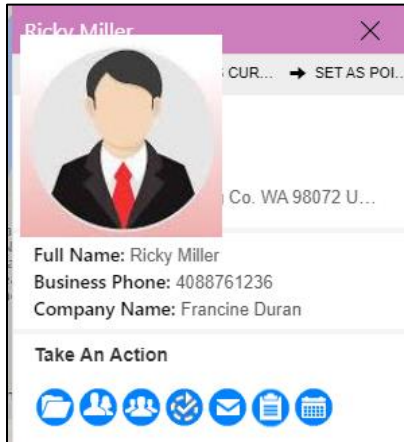 Ricky Miller
CUR... ➜ SET AS POI...
Co. WA 98072 U...
Full Name: Ricky Miller
Business Phone: 4088761236
Company Name: Francine Duran
Take An Action